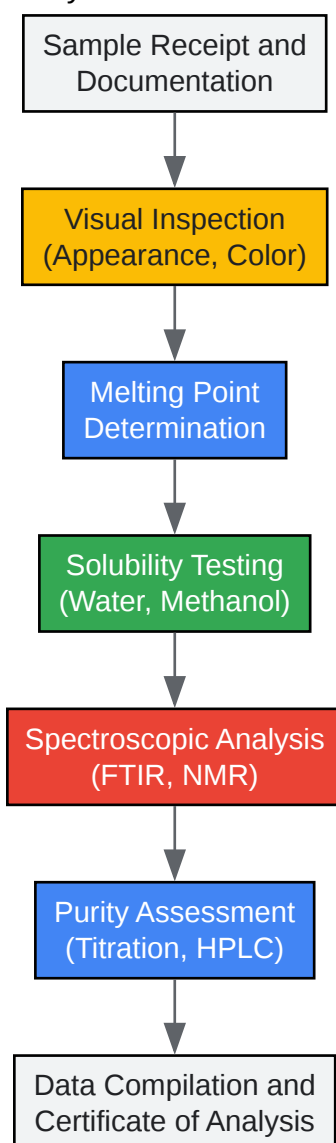 Sample Receipt and
Documentation
Visual Inspection
(Appearance, Color)
Melting Point
Determination
Solubility Testing
(Water, Methanol)
Spectroscopic Analysis
(FTIR, NMR)
Purity Assessment
(Titration, HPLC)
Data Compilation and
Certificate of Analysis